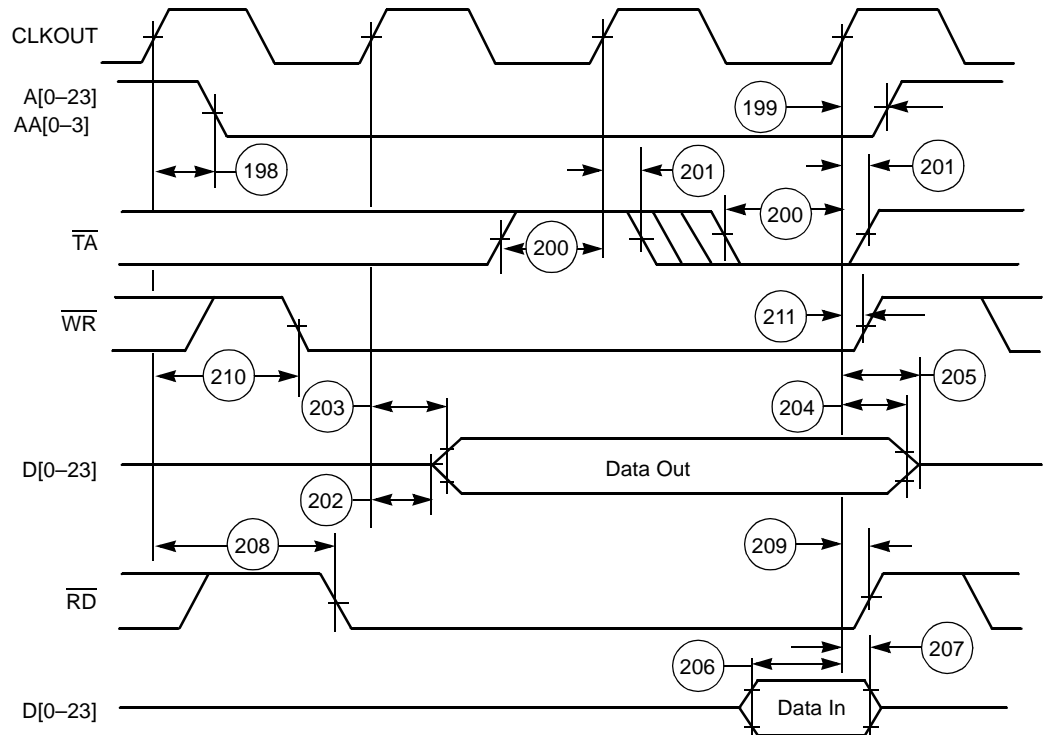 CLKOUT
A[0–23]
AA[0–3]
199
198
201
201
200
200
TA
WR
211
210
205
203
204
D[0–23]
Data Out
202
208
209
RD
206
207
D[0–23]
Data In